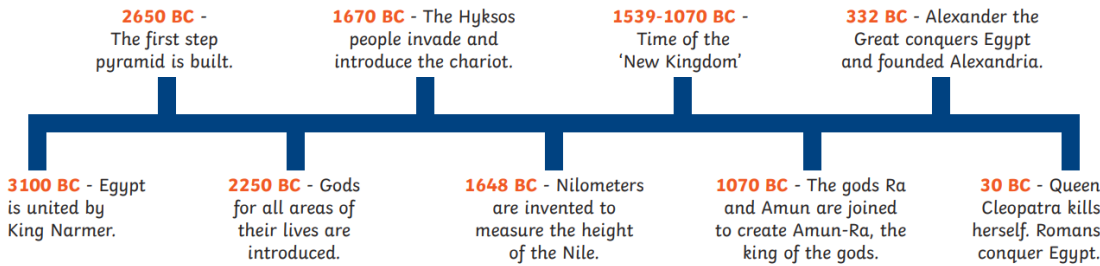 2650 BC -
The first step
pyramid is built.
1670 BC - The Hyksos
people invade and
introduce the chariot.
1539-1070 BC -
Time of the
‘New Kingdom’
332 BC - Alexander the
Great conquers Egypt
and founded Alexandria.
3100 BC - Egypt
is united by
King Narmer.
2250 BC - Gods
for all areas of
their lives are
introduced.
1648 BC - Nilometers
are invented to
measure the height
of the Nile.
1070 BC - The gods Ra
and Amun are joined
to create Amun-Ra, the
king of the gods.
30 BC - Queen
Cleopatra kills
herself. Romans
conquer Egypt.